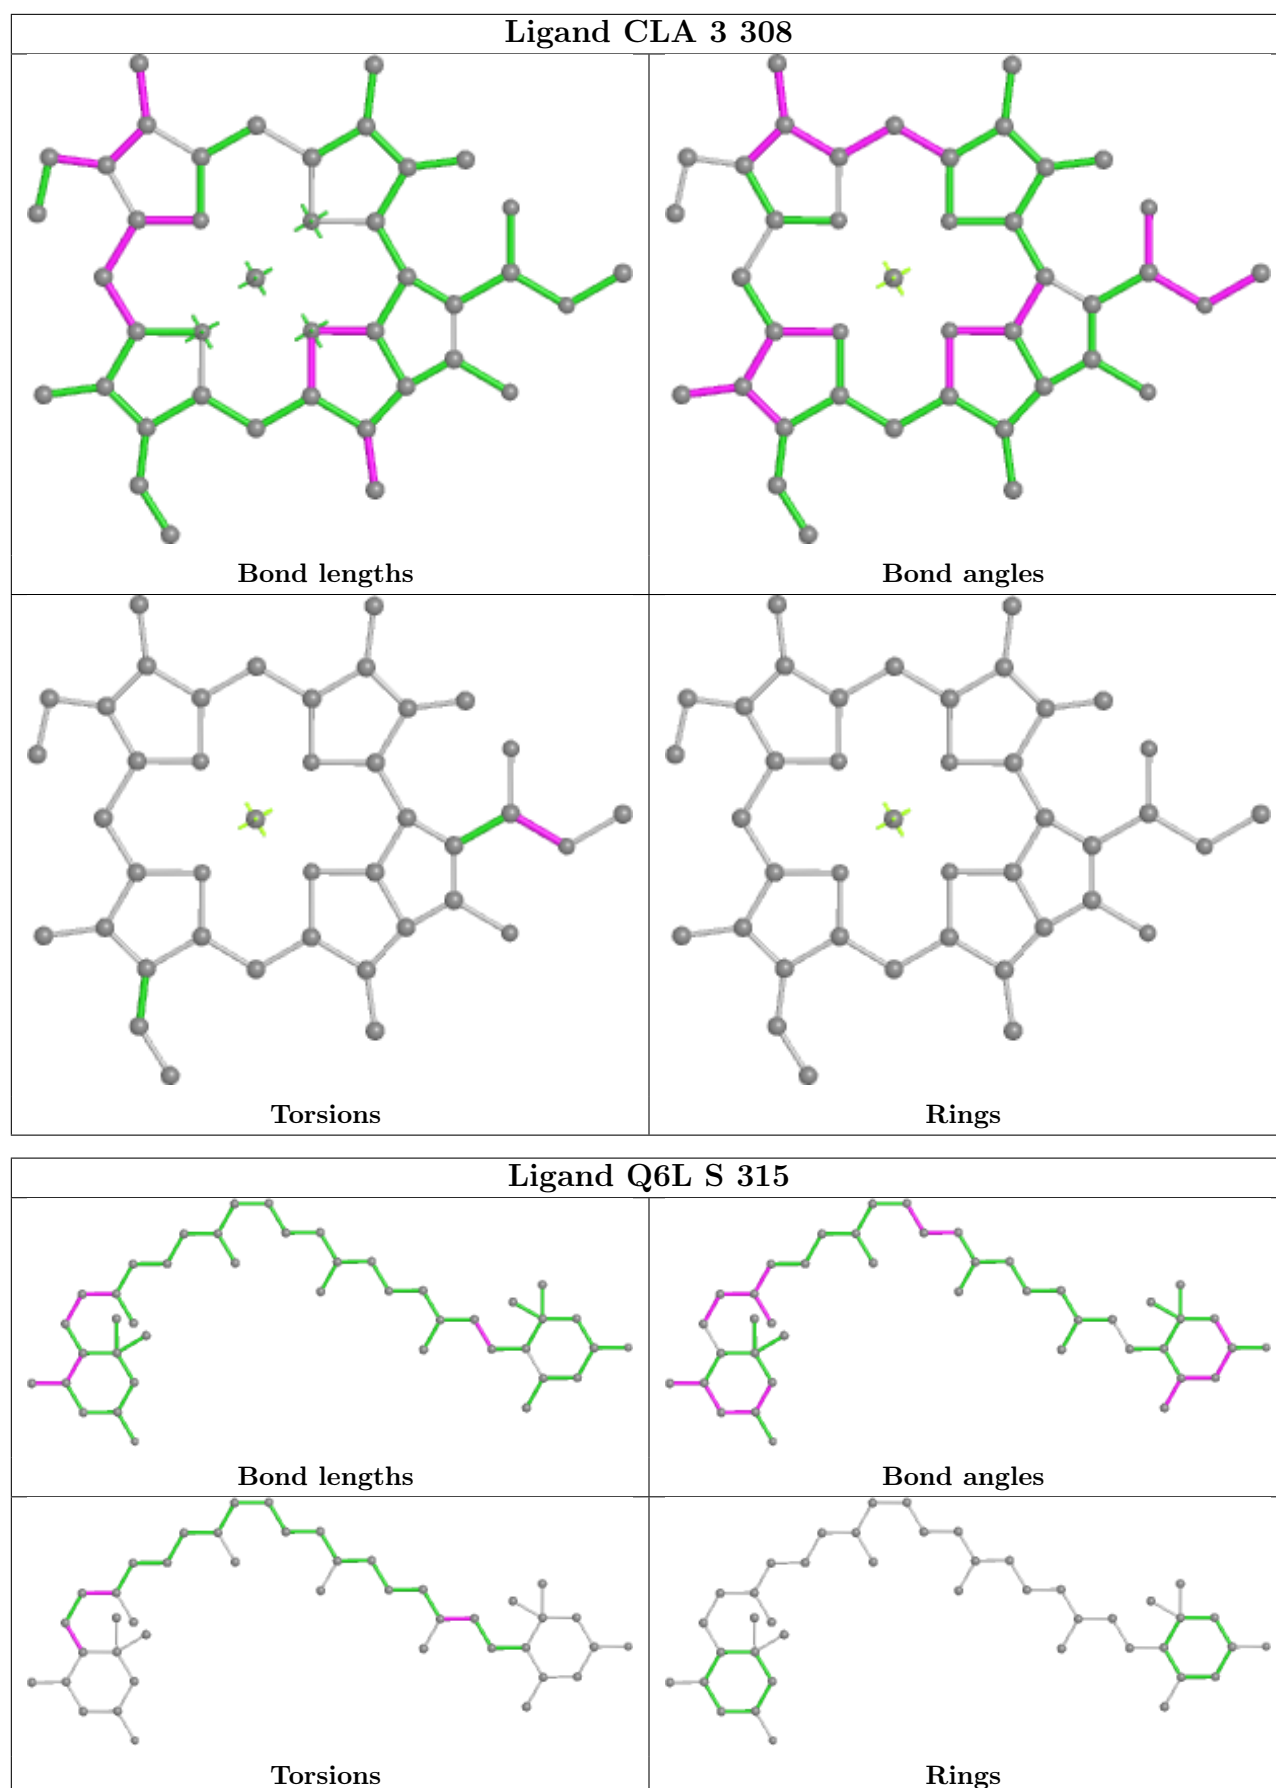 Ligand CLA 3 308
Bond lengths
Bond angles
Torsions
Rings
Ligand Q6L S 315
Bond lengths
Bond angles
Torsions
Rings